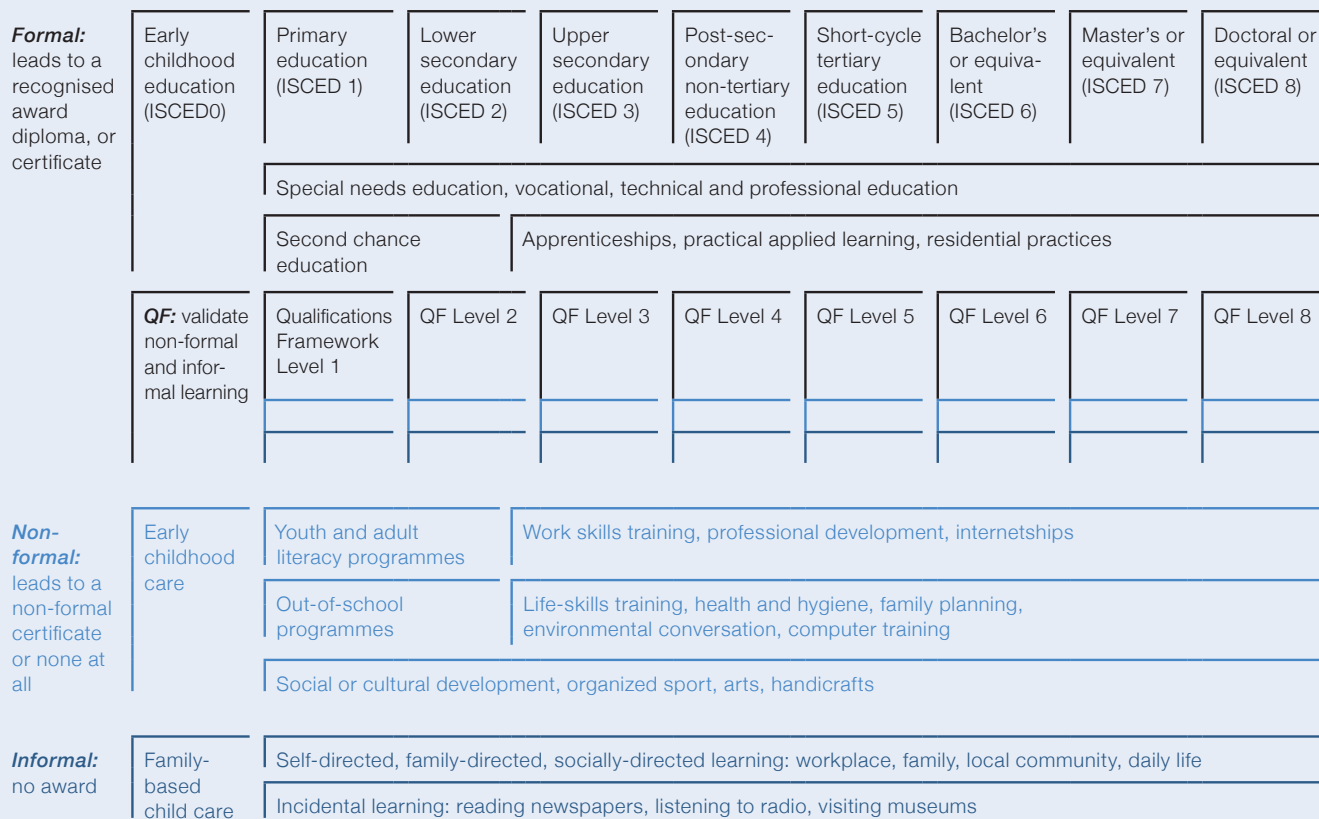 Formal:
leads to a
recognised
award
diploma, or
certificate
Early
childhood
education
(ISCED0)
Primary
education
(ISCED 1)
Lower
secondary
education
(ISCED 2)
Upper
secondary
education
(ISCED 3)
Post-sec-
ondary
non-tertiary
education
(ISCED 4)
Short-cycle
tertiary
education
(ISCED 5)
Bachelor's
or equiva-
lent
(ISCED 6)
Master's or
equivalent
(ISCED 7)
Doctoral or
equivalent
(ISCED 8)
Special needs education, vocational, technical and professional education
Second chance
education
Apprenticeships, practical applied learning, residential practices
QF: validate
non-formal
and infor-
mal learning
Qualifications
Framework
Level 1
QF Level 2
QF Level 3
QF Level 4
QF Level 5
QF Level 6
QF Level 7
QF Level 8
Non-
formal:
leads to a
non-formal
certificate
or none at
all
Early
childhood
care
Youth and adult
literacy programmes
Work skills training, professional development, internetships
Out-of-school
programmes
Life-skills training, health and hygiene, family planning,
environmental conversation, computer training
Social or cultural development, organized sport, arts, handicrafts
Informal:
no award
Family-
based
child care
Self-directed, family-directed, socially-directed learning: workplace, family, local community, daily life
Incidental learning: reading newspapers, listening to radio, visiting museums